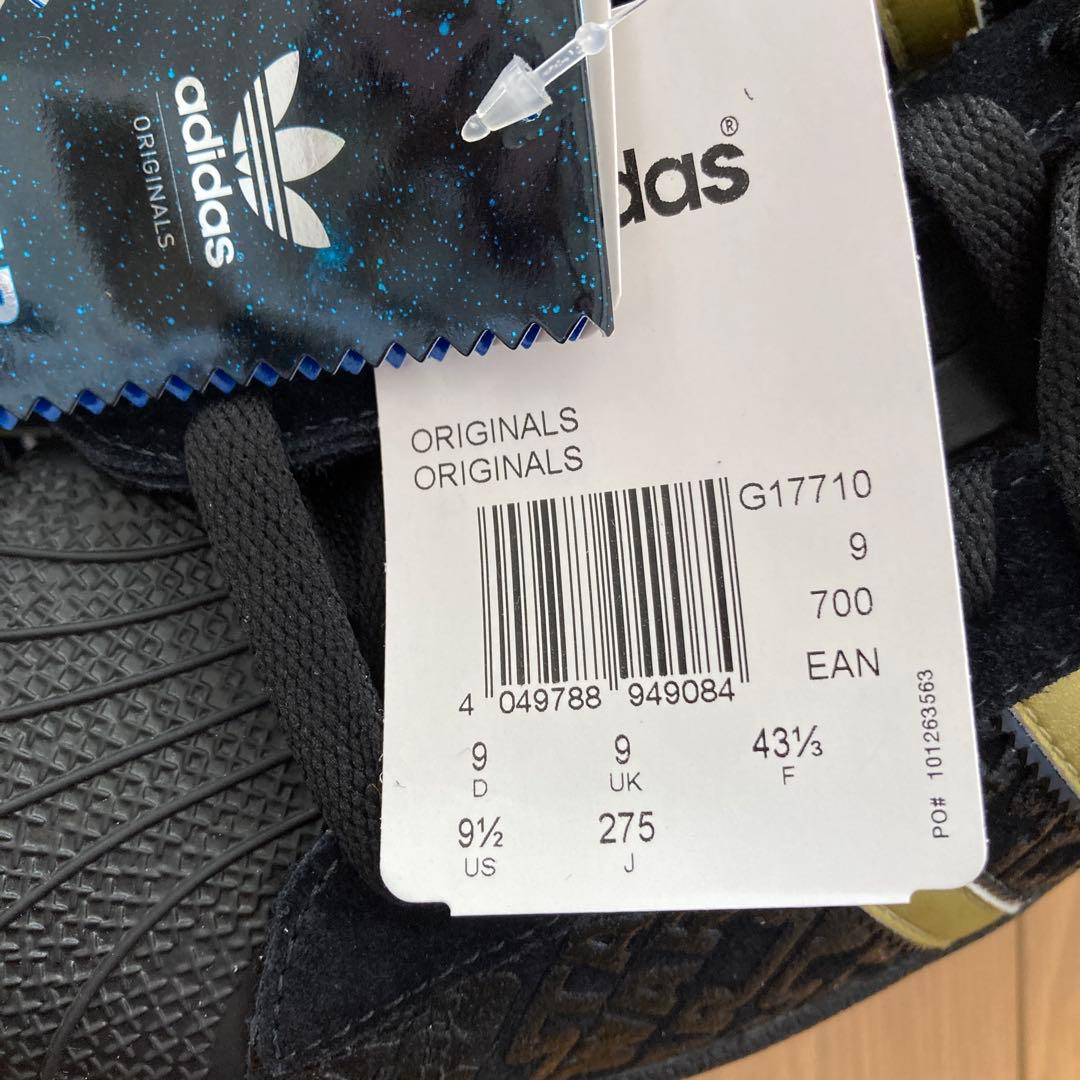 adidas
ORIGINALS
das®
ORIGINALS
ORIGINALS
G17710
9
700
EAN
4 049788 949084
9 9 43⅓
D UK F
9½ 275
US J
PO# 101263563